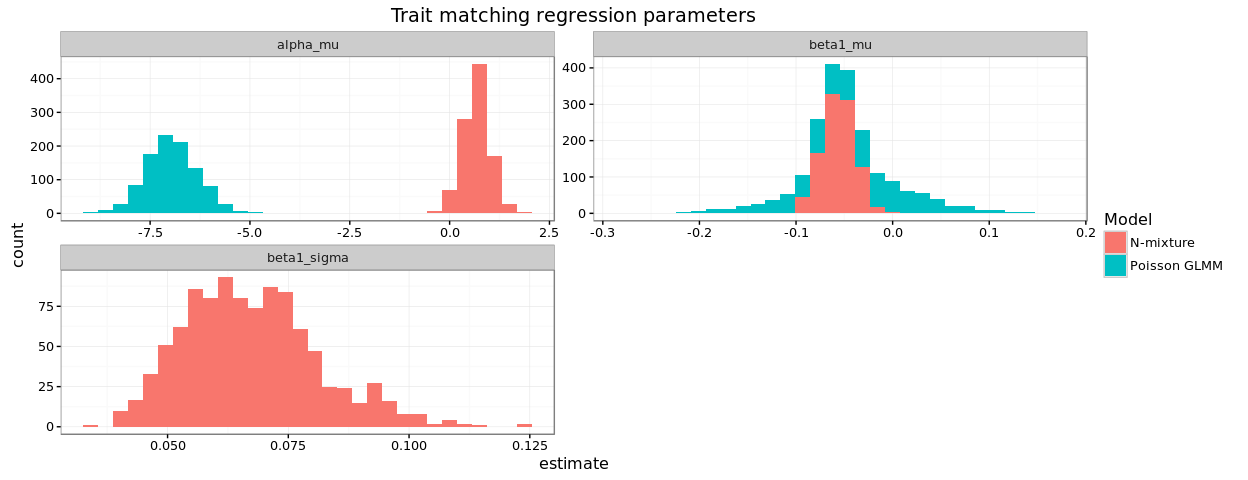 Trait matching regression parameters
alpha_mu
beta1_mu
400
300
200
100
0
-7.5 -5.0 -2.5 0.0 2.5
400
300
200
100
0
-0.3 -0.2 -0.1 0.0 0.1 0.2
beta1_sigma
75
50
25
0
0.050 0.075 0.100 0.125
count
estimate
Model
N-mixture
Poisson GLMM